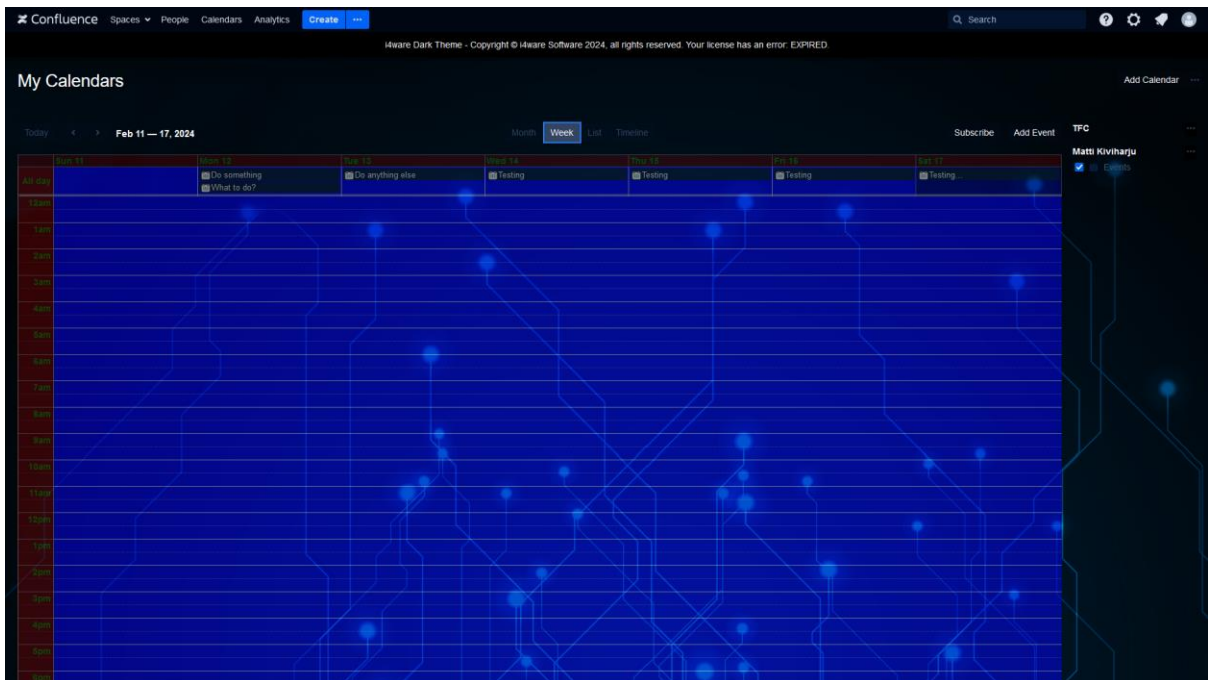 Confluence Spaces People Calendars Analytics Create ··· Search
i4ware Dark Theme - Copyright © i4ware Software 2024, all rights reserved. Your license has an error: EXPIRED.
My Calendars
Add Calendar ···
Today ‹ › Feb 11 — 17, 2024 Month Week List Timeline Subscribe Add Event
TFC ···
Matti Kiviharju ···
Events
Sun 11 Mon 12 Tue 13 Wed 14 Thu 15 Fri 16 Sat 17
All day Do something Do anything else Testing Testing Testing Testing...
What to do?
12am
1am
2am
3am
4am
5am
6am
7am
8am
9am
10am
11am
12pm
1pm
2pm
3pm
4pm
5pm
6pm